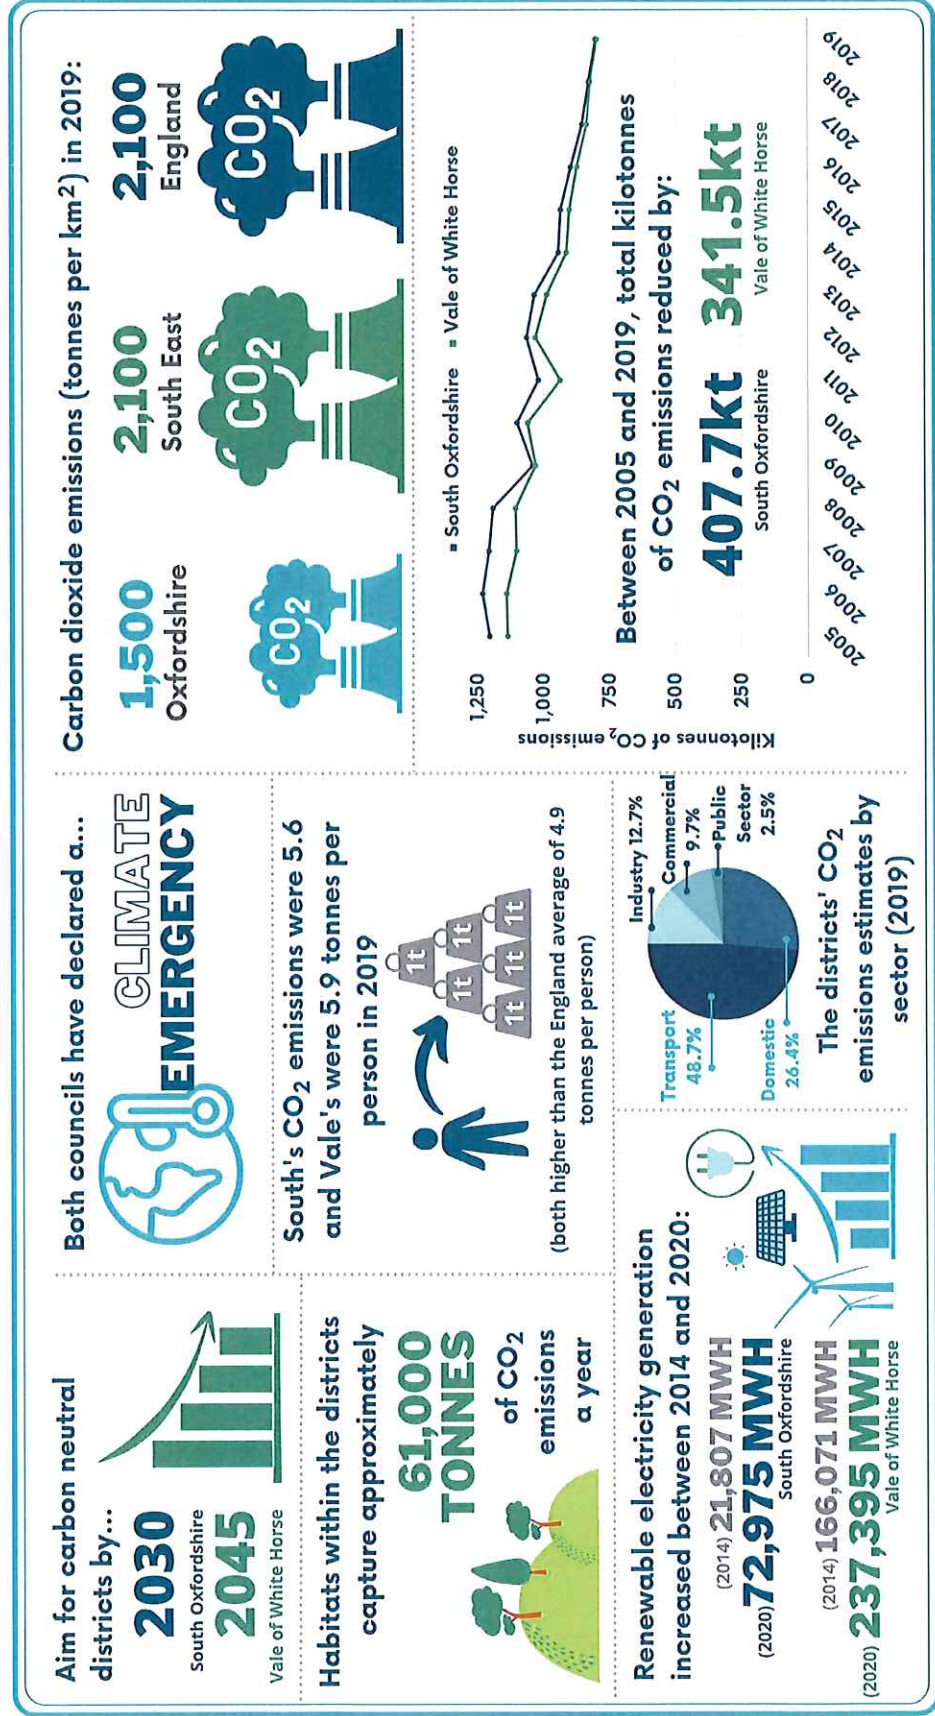 Aim for carbon neutral
districts by...
2030
South Oxfordshire
2045
Vale of White Horse
Both councils have declared a...
CLIMATE
EMERGENCY
Carbon dioxide emissions (tonnes per km²) in 2019:
1,500
Oxfordshire
CO₂
2,100
South East
CO₂
2,100
England
CO₂
Habitats within the districts
capture approximately
61,000
TONNES
of CO₂
emissions
a year
South's CO₂ emissions were 5.6
and Vale's were 5.9 tonnes per
person in 2019
1t
1t 1t
1t 1t 1t
(both higher than the England average of 4.9
tonnes per person)
South Oxfordshire Vale of White Horse
Kilotonnes of CO₂ emissions
1,250
1,000
750
500
250
0
2005 2006 2007 2008 2009 2010 2011 2012 2013 2014 2015 2016 2017 2018 2019
Between 2005 and 2019, total kilotonnes
of CO₂ emissions reduced by:
407.7kt
South Oxfordshire
341.5kt
Vale of White Horse
Renewable electricity generation
increased between 2014 and 2020:
(2014) 21,807 MWH
(2020) 72,975 MWH
South Oxfordshire
(2014) 166,071 MWH
(2020) 237,395 MWH
Vale of White Horse
Transport
48.7%
Domestic
26.4%
Industry 12.7%
Commercial
9.7%
Public
Sector
2.5%
The districts' CO₂
emissions estimates by
sector (2019)